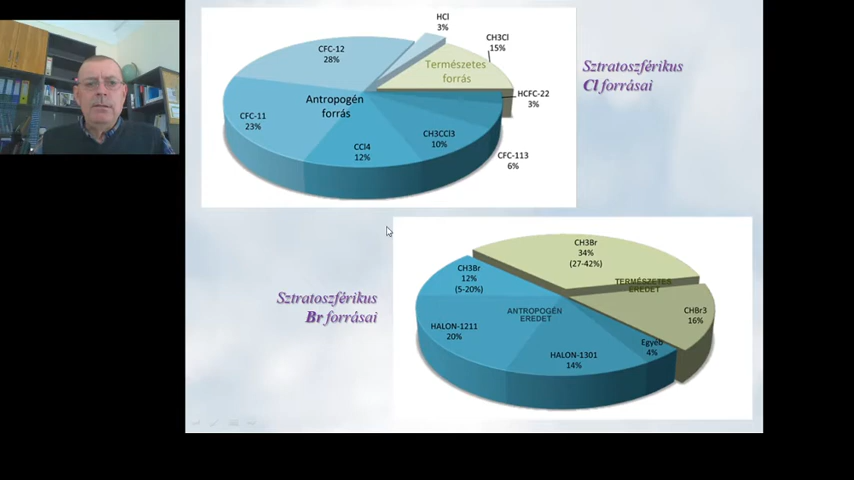 HCl
3%
CH3Cl
15%
CFC-12
28%
Természetes
forrás
HCFC-22
3%
Antropogén
forrás
CFC-11
23%
CH3CCl3
10%
CCl4
12%
CFC-113
6%
Sztratoszférikus
Cl forrásai
CH3Br
34%
(27-42%)
CH3Br
12%
(5-20%)
TERMÉSZETES
EREDET
Sztratoszférikus
Br forrásai
ANTROPOGÉN
EREDET
CHBr3
16%
HALON-1211
20%
Egyéb
4%
HALON-1301
14%